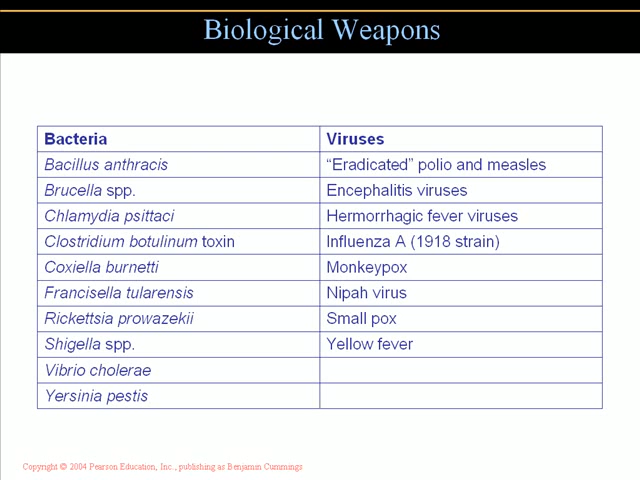 Biological Weapons
Bacteria Viruses
Bacillus anthracis “Eradicated” polio and measles
Brucella spp. Encephalitis viruses
Chlamydia psittaci Hermorrhagic fever viruses
Clostridium botulinum toxin Influenza A (1918 strain)
Coxiella burnetti Monkeypox
Francisella tularensis Nipah virus
Rickettsia prowazekii Small pox
Shigella spp. Yellow fever
Vibrio cholerae
Yersinia pestis
Copyright © 2004 Pearson Education, Inc., publishing as Benjamin Cummings